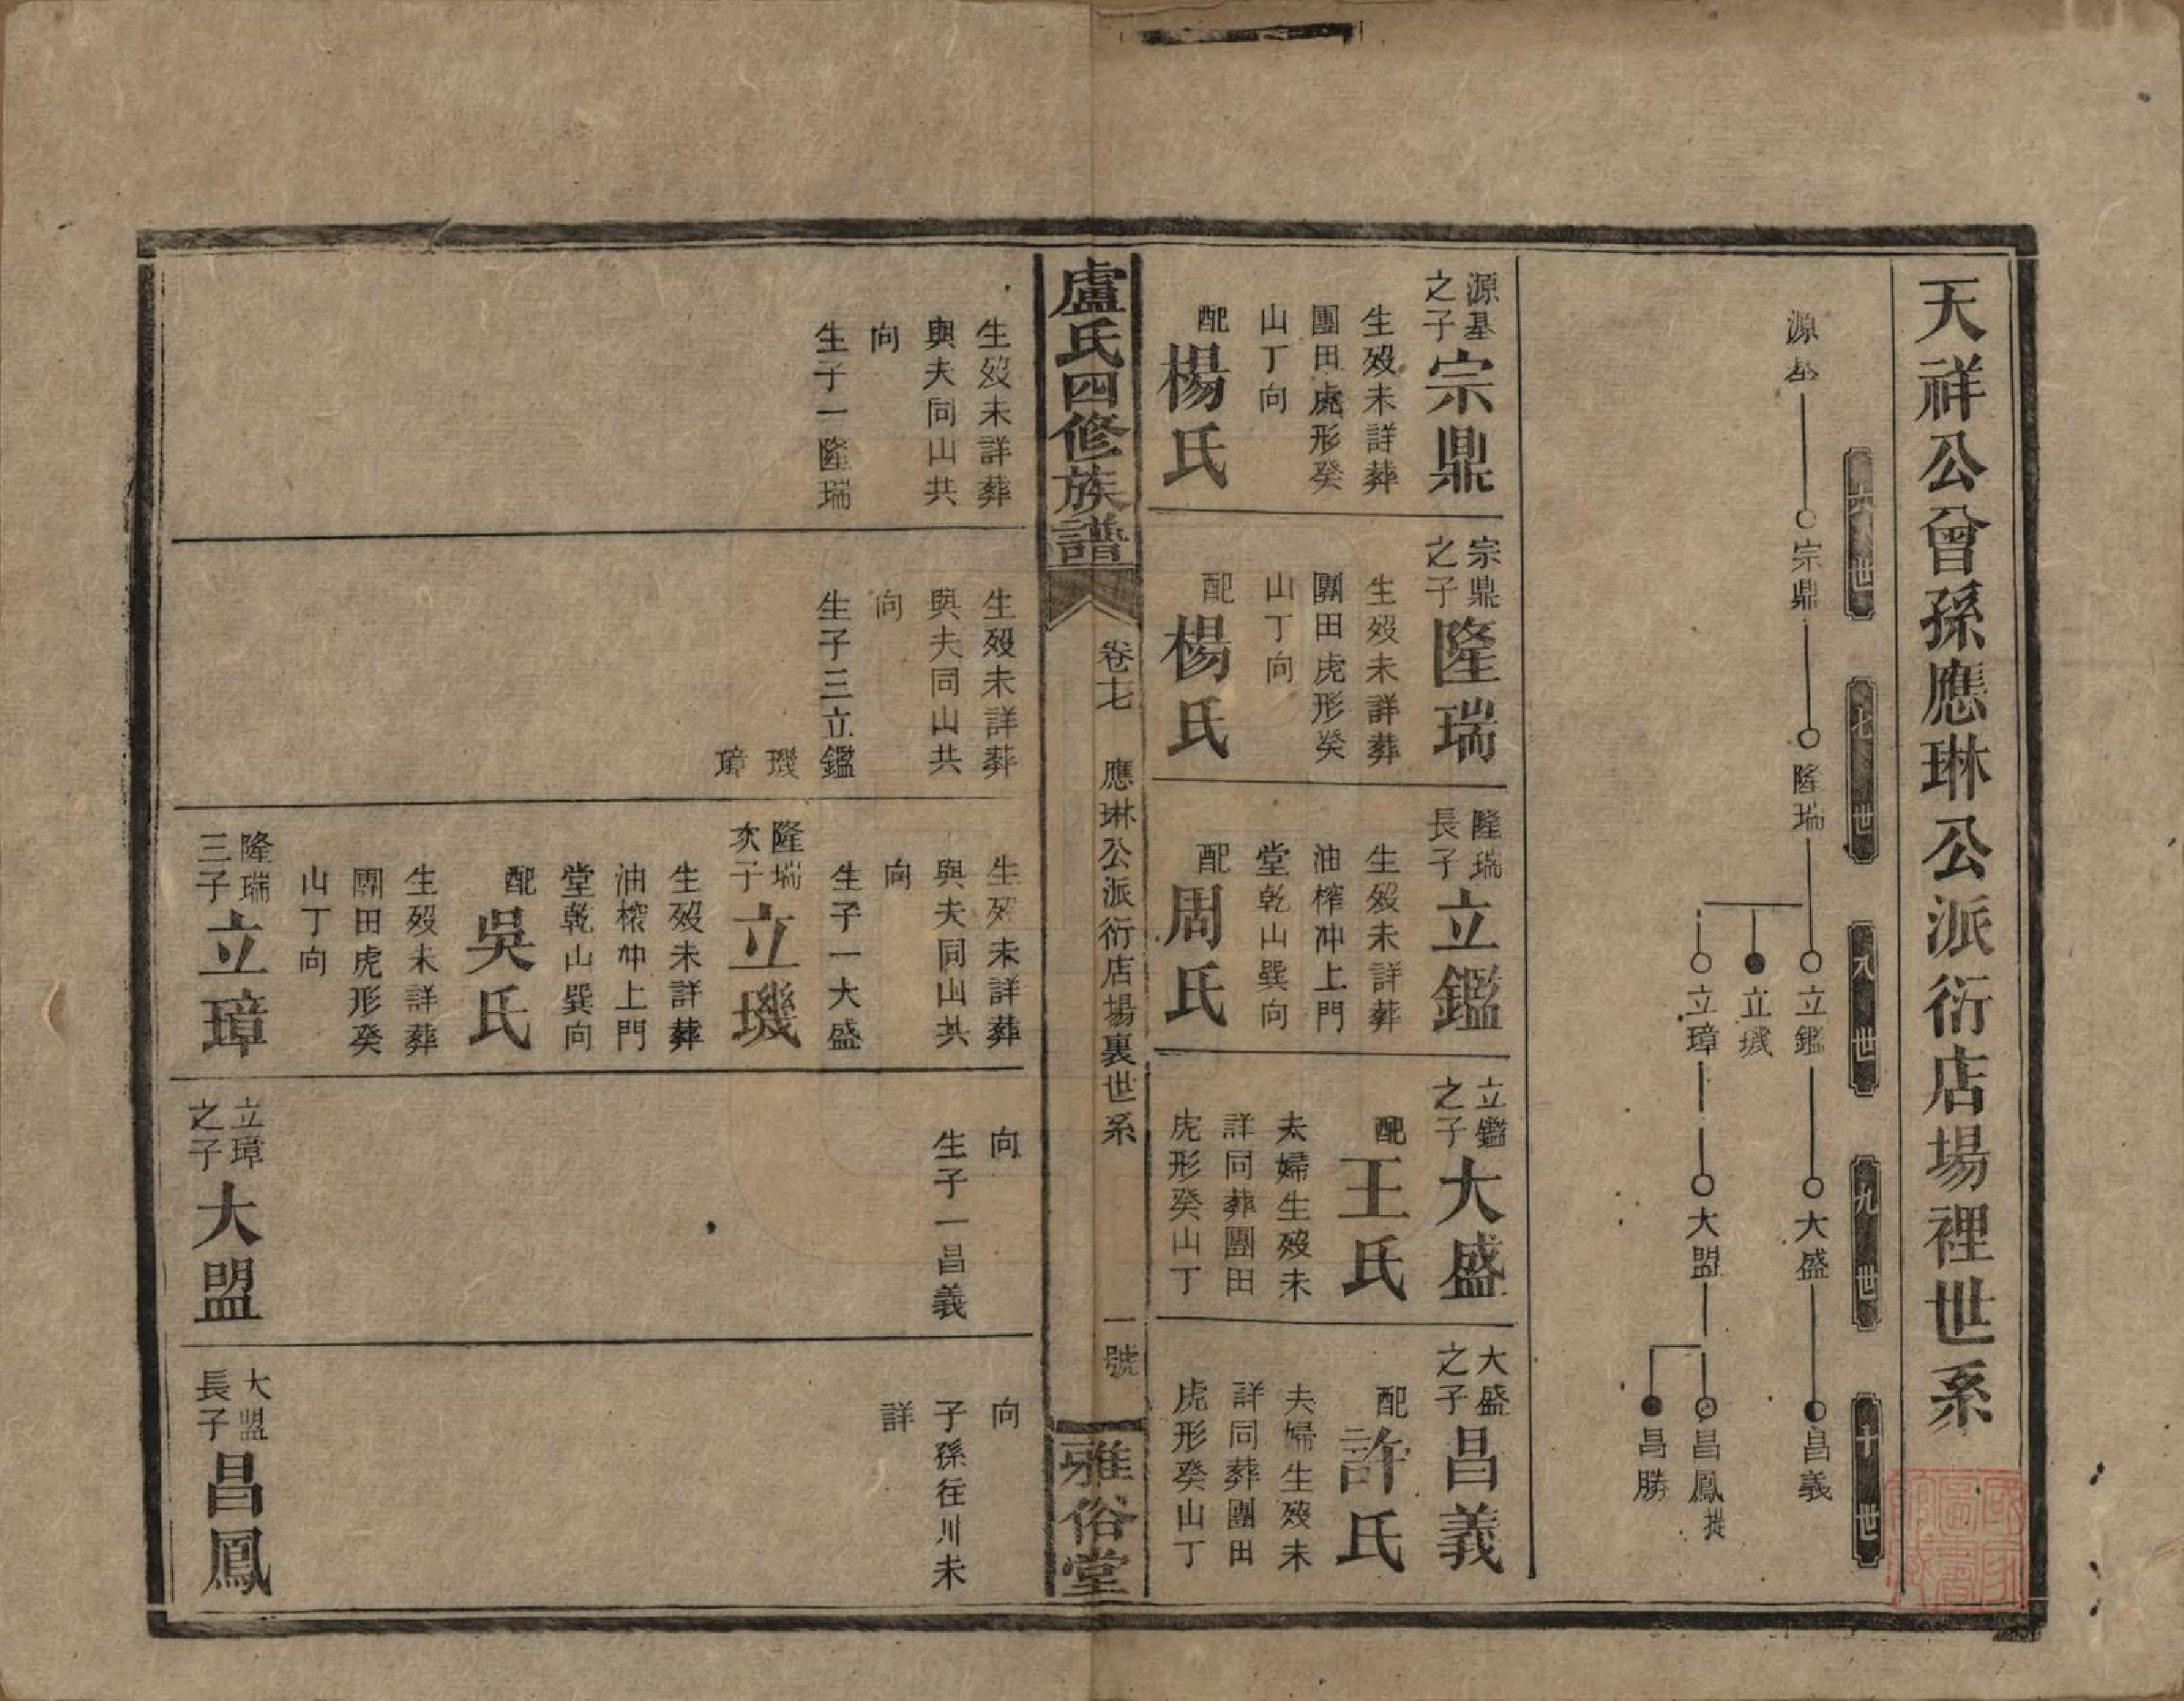 天祥公曾孫應琳公派衍店場裡世系
六世
七世
八世
九世
十世
源基
宗鼎
隆瑞
立鑑
大盛
昌義
立璣
立璋
大盟
昌鳳
昌勝
源基之子
宗鼎
生歿未詳葬
團田虎形癸
山丁向
配
楊氏
宗鼎之子
隆瑞
生歿未詳葬
團田虎形癸
山丁向
配
楊氏
隆瑞長子
立鑑
生歿未詳葬
油榨冲上門
堂乾山巽向
配
周氏
立鑑之子
大盛
配
王氏
夫婦生歿未
詳同葬團田
虎形癸山丁
大盛之子
昌義
配
許氏
夫婦生歿未
詳同葬團田
虎形癸山丁
盧氏四修族譜
卷十七
應琳公派衍店場裏世系
一號
雅俗堂
生歿未詳葬
與夫同山共
向
生子一隆瑞
生歿未詳葬
與夫同山共
向
生子三立鑑
璣
璋
生歿未詳葬
與夫同山共
向
生子一大盛
隆瑞次子
立璣
生歿未詳葬
油榨冲上門
堂乾山巽向
配
吳氏
生歿未詳葬
團田虎形癸
山丁向
隆瑞三子
立璋
向
生子一昌義
立璋之子
大盟
向
子孫在川未
詳
大盟長子
昌鳳